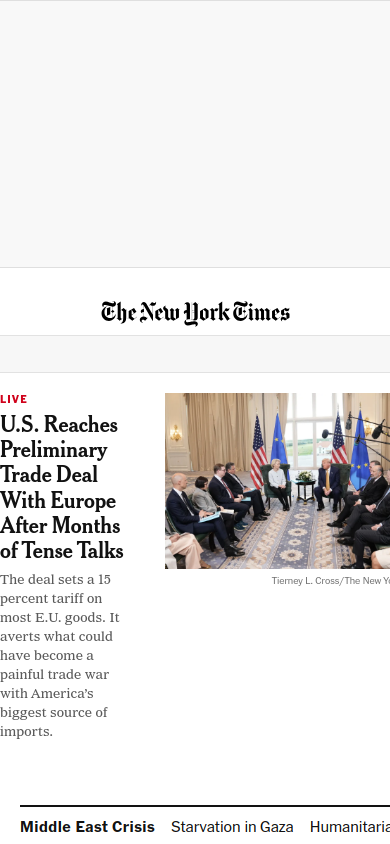 The New York Times
LIVE
U.S. Reaches
Preliminary
Trade Deal
With Europe
After Months
of Tense Talks
The deal sets a 15
percent tariff on
most E.U. goods. It
averts what could
have become a
painful trade war
with America's
biggest source of
imports.
Tierney L. Cross/The New Yo
Middle East Crisis Starvation in Gaza Humanitaria